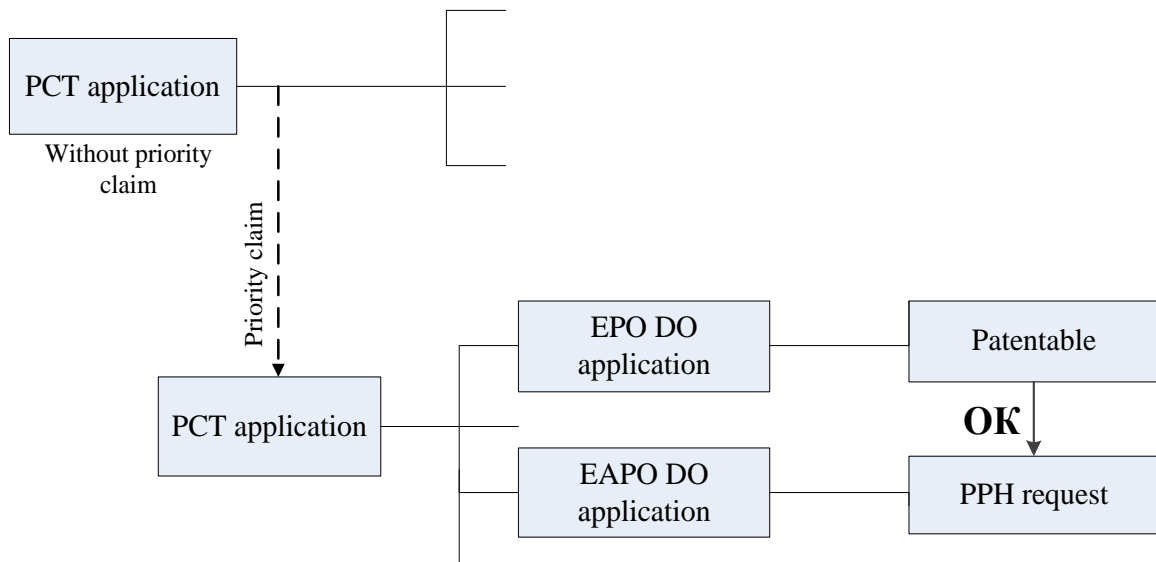 PCT application
Without priority
claim
Priority claim
EPO DO
application
Patentable
OK
PCT application
EAPO DO
application
PPH request